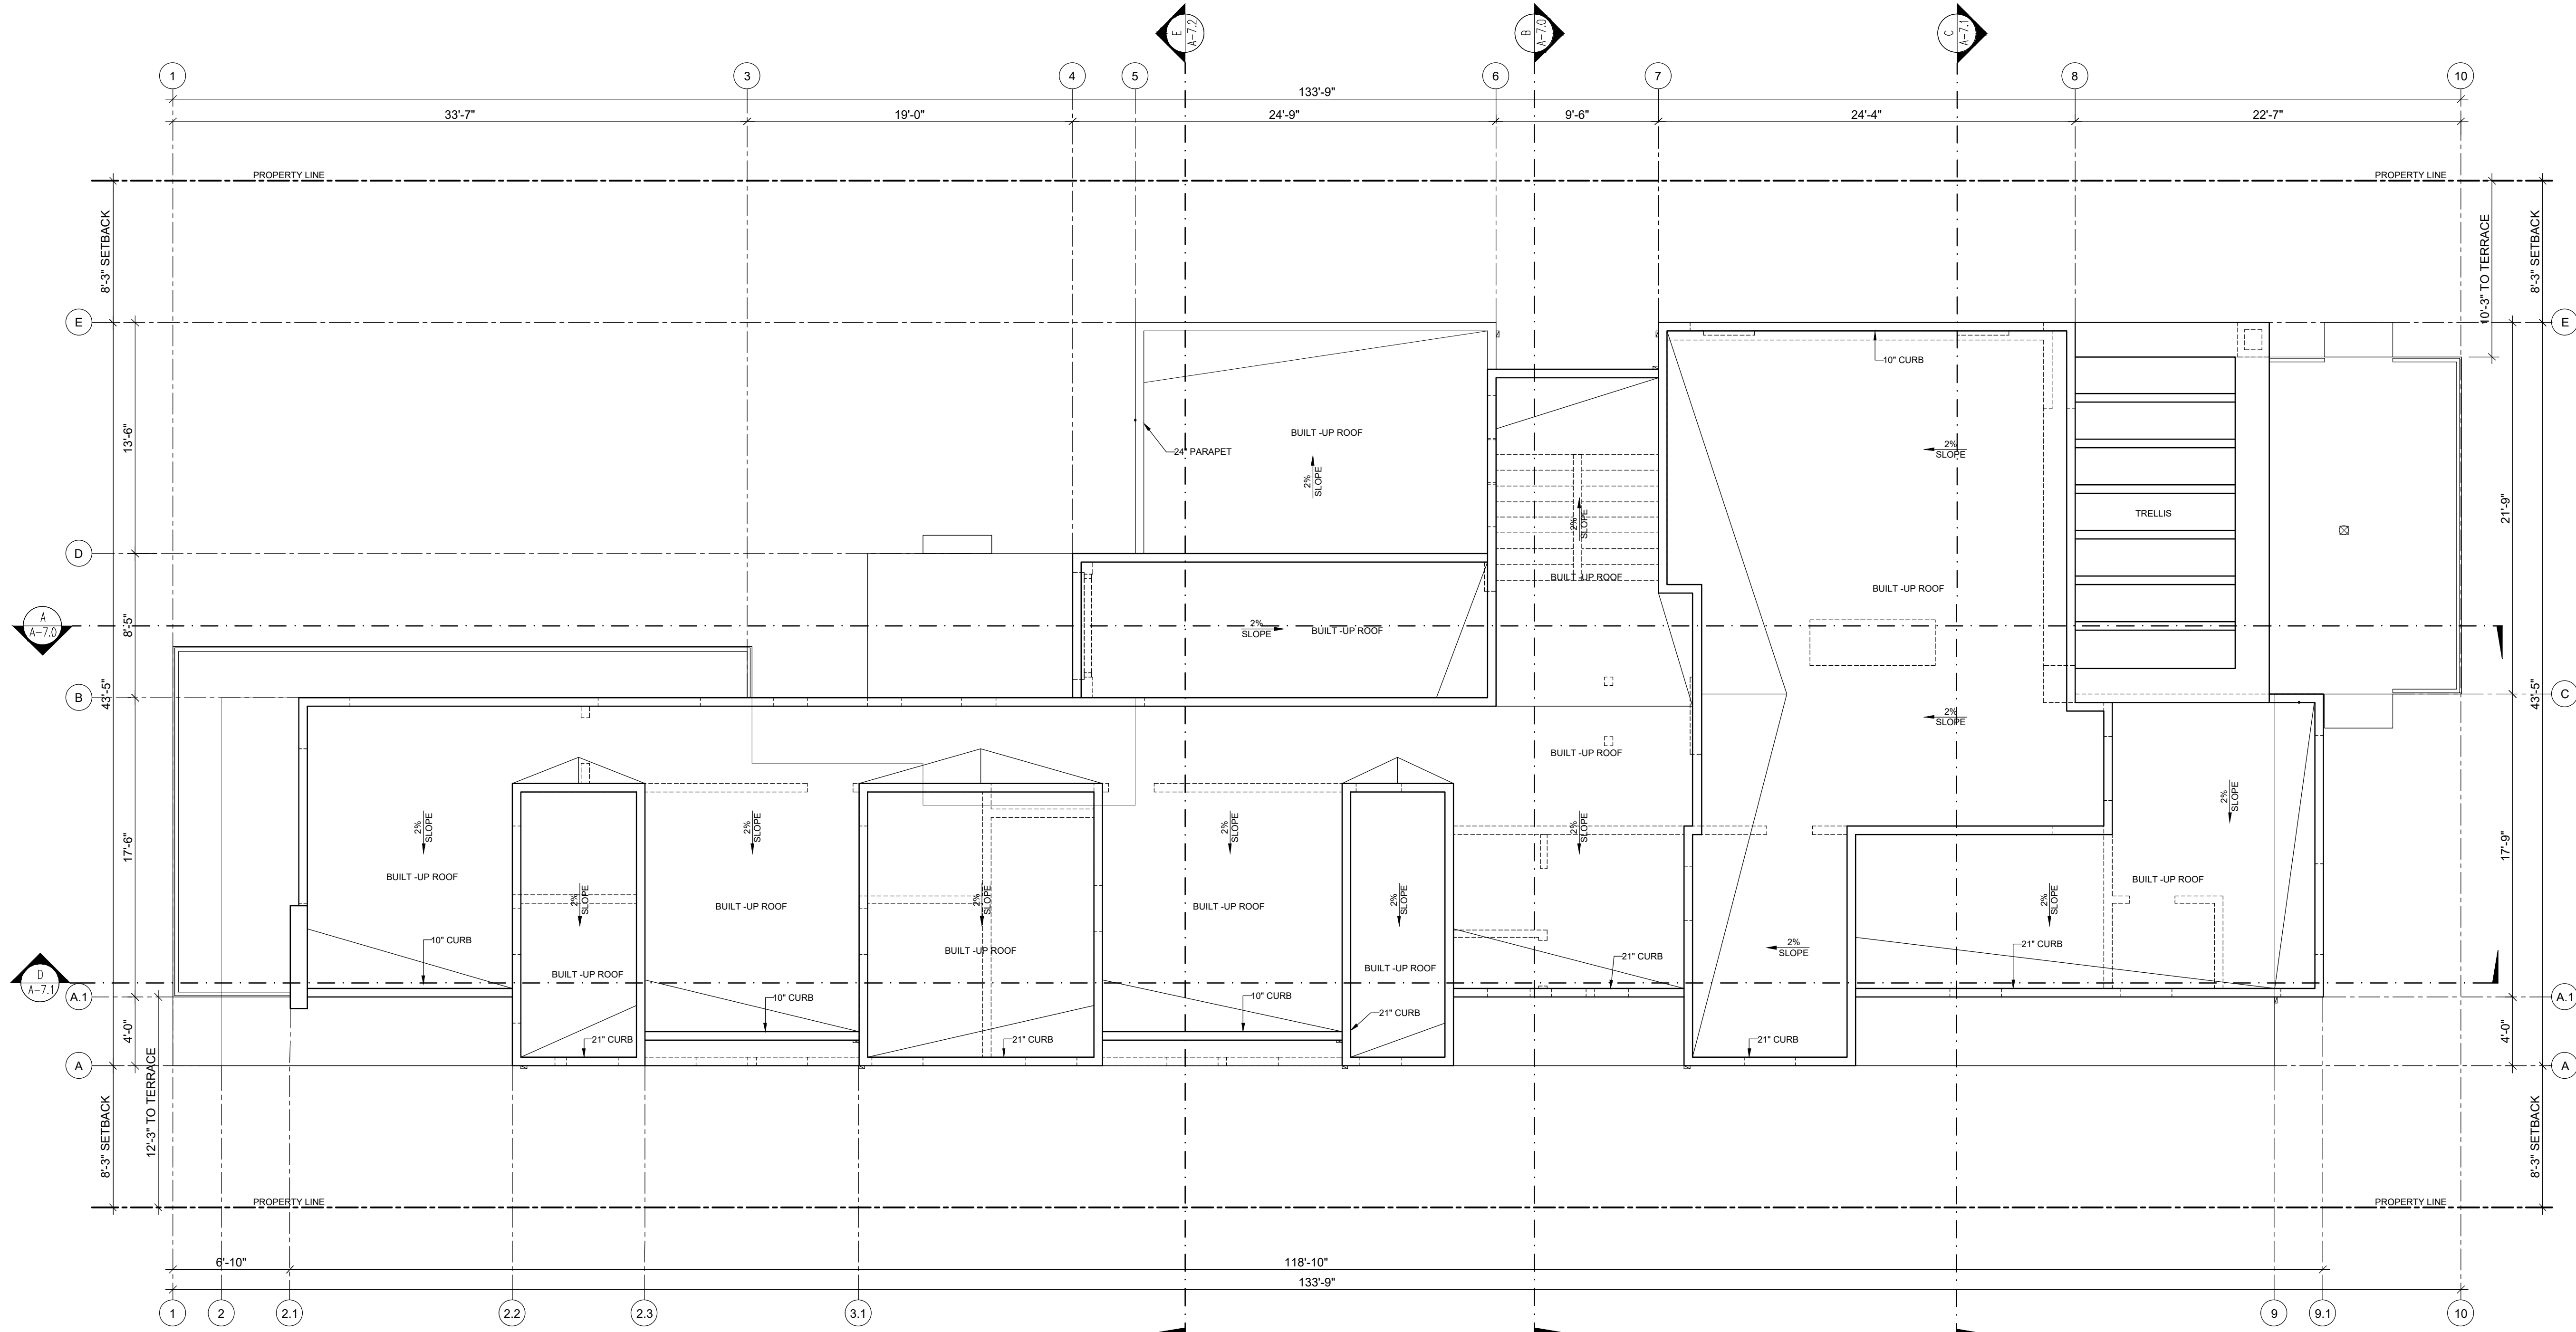 E
A-7.2
B
A-7.0
C
A-7.1
1
3
4
5
6
7
8
10
133'-9"
33'-7"
19'-0"
24'-9"
9'-6"
24'-4"
22'-7"
PROPERTY LINE
PROPERTY LINE
8'-3" SETBACK
10'-3" TO TERRACE
8'-3" SETBACK
E
E
10" CURB
13'-6"
BUILT -UP ROOF
24" PARAPET
2%
SLOPE
2%
SLOPE
2%
SLOPE
21'-9"
TRELLIS
D
BUILT -UP ROOF
BUILT -UP ROOF
A
A-7.0
8'-5"
2%
SLOPE
BUILT -UP ROOF
B
43'-5"
43'-5"
C
2%
SLOPE
BUILT -UP ROOF
2%
SLOPE
17'-6"
2%
SLOPE
2%
SLOPE
2%
SLOPE
2%
SLOPE
17'-9"
BUILT -UP ROOF
BUILT -UP ROOF
2%
SLOPE
2%
SLOPE
2%
SLOPE
2%
SLOPE
BUILT -UP ROOF
BUILT -UP ROOF
10" CURB
BUILT -UP ROOF
2%
SLOPE
21" CURB
21" CURB
D
A-7.1
BUILT -UP ROOF
BUILT -UP ROOF
A.1
10" CURB
10" CURB
A.1
21" CURB
4'-0"
21" CURB
21" CURB
21" CURB
4'-0"
A
A
8'-3" SETBACK
12'-3" TO TERRACE
8'-3" SETBACK
PROPERTY LINE
PROPERTY LINE
6'-10"
118'-10"
133'-9"
1
2
2.1
2.2
2.3
3.1
9
9.1
10